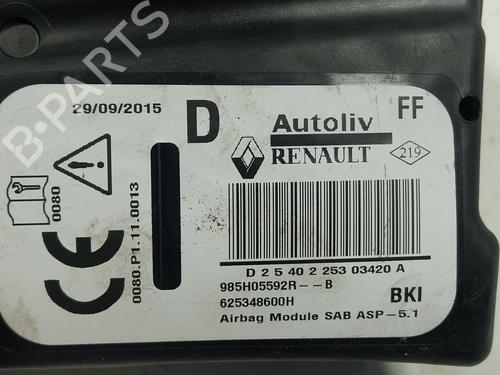 B-PARTS
29/09/2015
D
Autoliv
FF
RENAULT
219
0080
CE
0080.P1.11.0013
D 2 5 40 2 253 03420 A
985H05592R--B
625348600H
BKI
Airbag Module SAB ASP-5.1